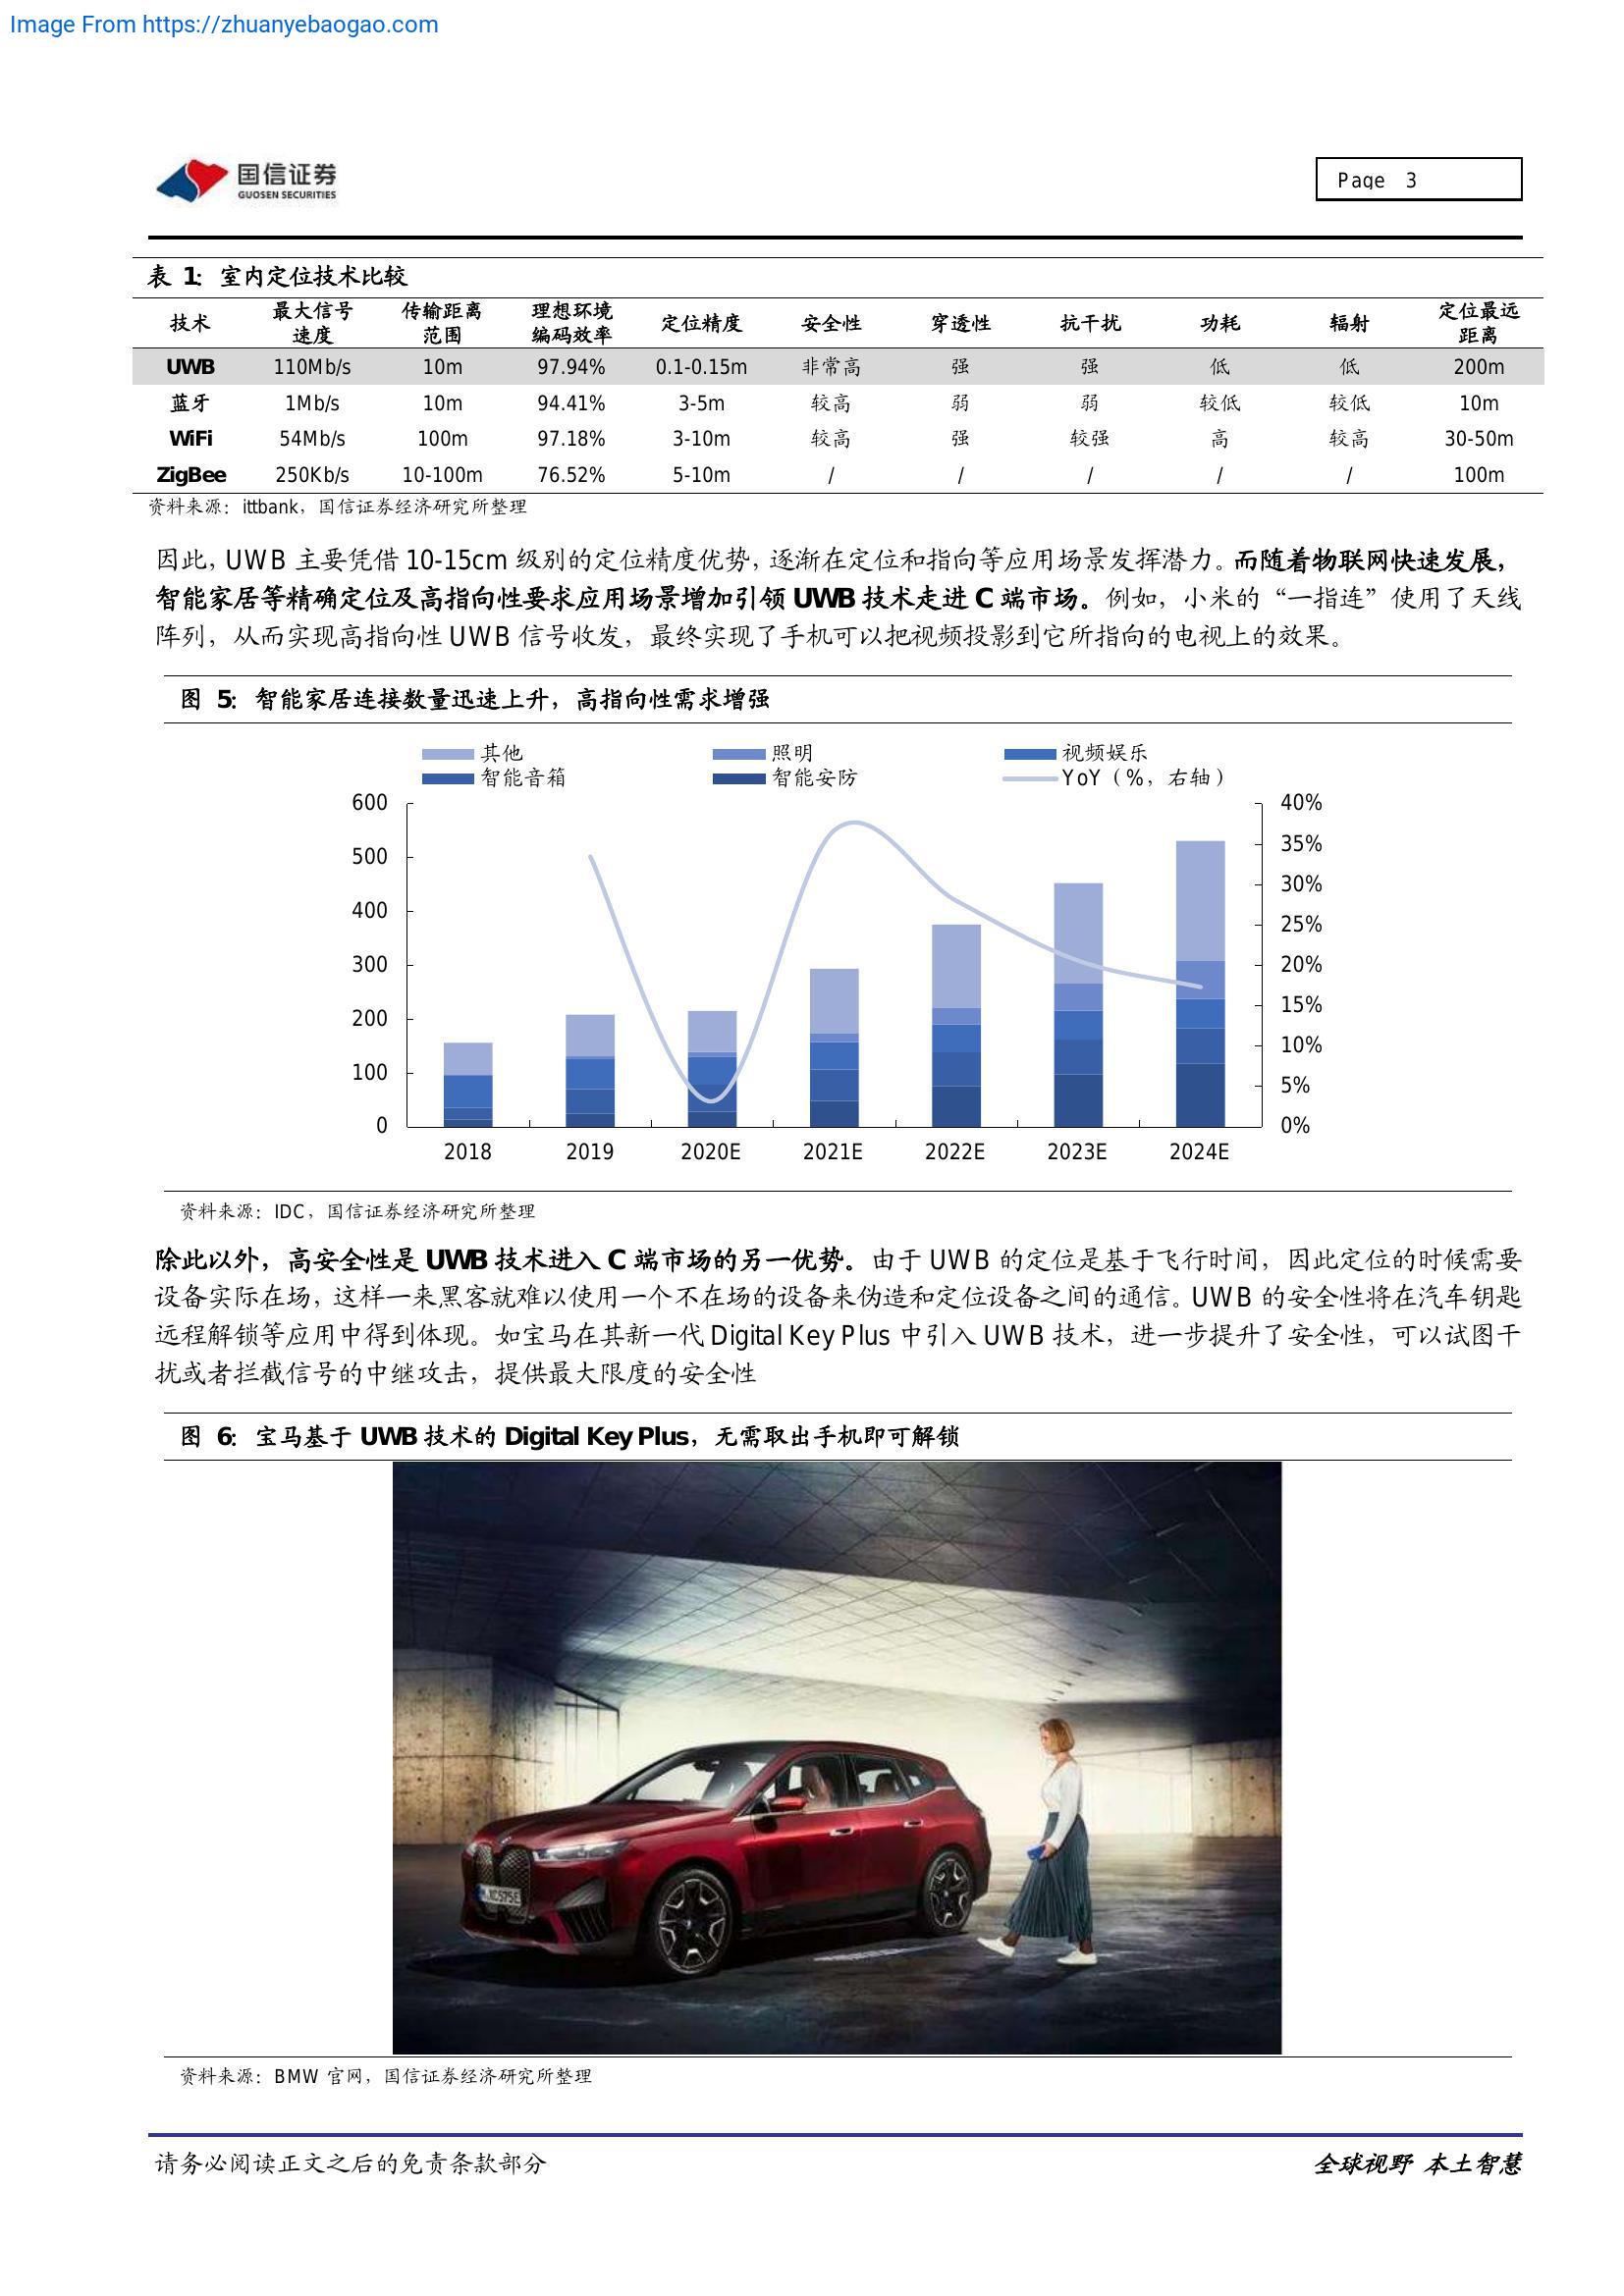 Image From https://zhuanyebaogao.com
国信证券
GUOSEN SECURITIES
Page 3
表 1: 室内定位技术比较
技术 最大信号速度 传输距离范围 理想环境编码效率 定位精度 安全性 穿透性 抗干扰 功耗 辐射 定位最远距离
UWB 110Mb/s 10m 97.94% 0.1-0.15m 非常高 强 强 低 低 200m
蓝牙 1Mb/s 10m 94.41% 3-5m 较高 弱 弱 较低 较低 10m
WiFi 54Mb/s 100m 97.18% 3-10m 较高 强 较强 高 较高 30-50m
ZigBee 250Kb/s 10-100m 76.52% 5-10m / / / / / 100m
资料来源：ittbank，国信证券经济研究所整理
因此，UWB 主要凭借 10-15cm 级别的定位精度优势，逐渐在定位和指向等应用场景发挥潜力。而随着物联网快速发展，
智能家居等精确定位及高指向性要求应用场景增加引领 UWB 技术走进 C 端市场。例如，小米的“一指连”使用了天线
阵列，从而实现高指向性 UWB 信号收发，最终实现了手机可以把视频投影到它所指向的电视上的效果。
图 5: 智能家居连接数量迅速上升，高指向性需求增强
其他 照明 视频娱乐
智能音箱 智能安防 YoY（%，右轴）
600 40%
35%
500
30%
400
25%
300 20%
15%
200
10%
100
5%
0 0%
2018 2019 2020E 2021E 2022E 2023E 2024E
资料来源：IDC，国信证券经济研究所整理
除此以外，高安全性是 UWB 技术进入 C 端市场的另一优势。由于 UWB 的定位是基于飞行时间，因此定位的时候需要
设备实际在场，这样一来黑客就难以使用一个不在场的设备来伪造和定位设备之间的通信。UWB 的安全性将在汽车钥匙
远程解锁等应用中得到体现。如宝马在其新一代 Digital Key Plus 中引入 UWB 技术，进一步提升了安全性，可以试图干
扰或者拦截信号的中继攻击，提供最大限度的安全性
图 6: 宝马基于 UWB 技术的 Digital Key Plus，无需取出手机即可解锁
资料来源：BMW 官网，国信证券经济研究所整理
请务必阅读正文之后的免责条款部分
全球视野 本土智慧